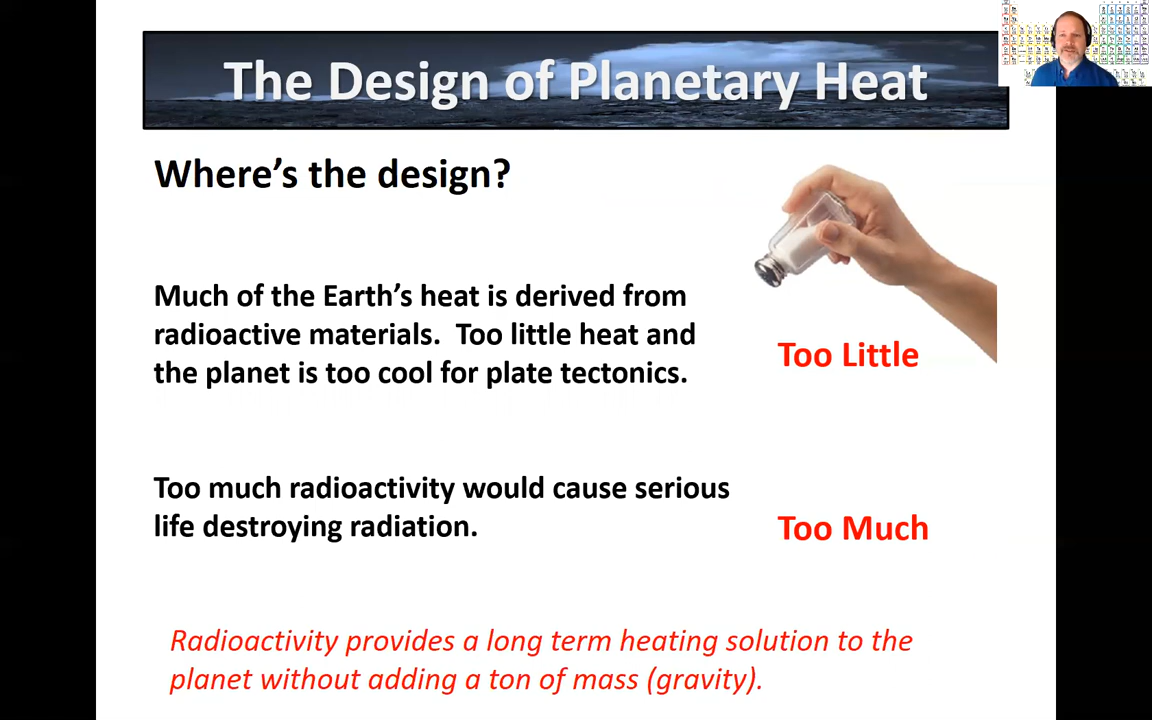 The Design of Planetary Heat
Where's the design?
Much of the Earth's heat is derived from
radioactive materials.  Too little heat and
the planet is too cool for plate tectonics.
Too Little
Too much radioactivity would cause serious
life destroying radiation.
Too Much
Radioactivity provides a long term heating solution to the
planet without adding a ton of mass (gravity).